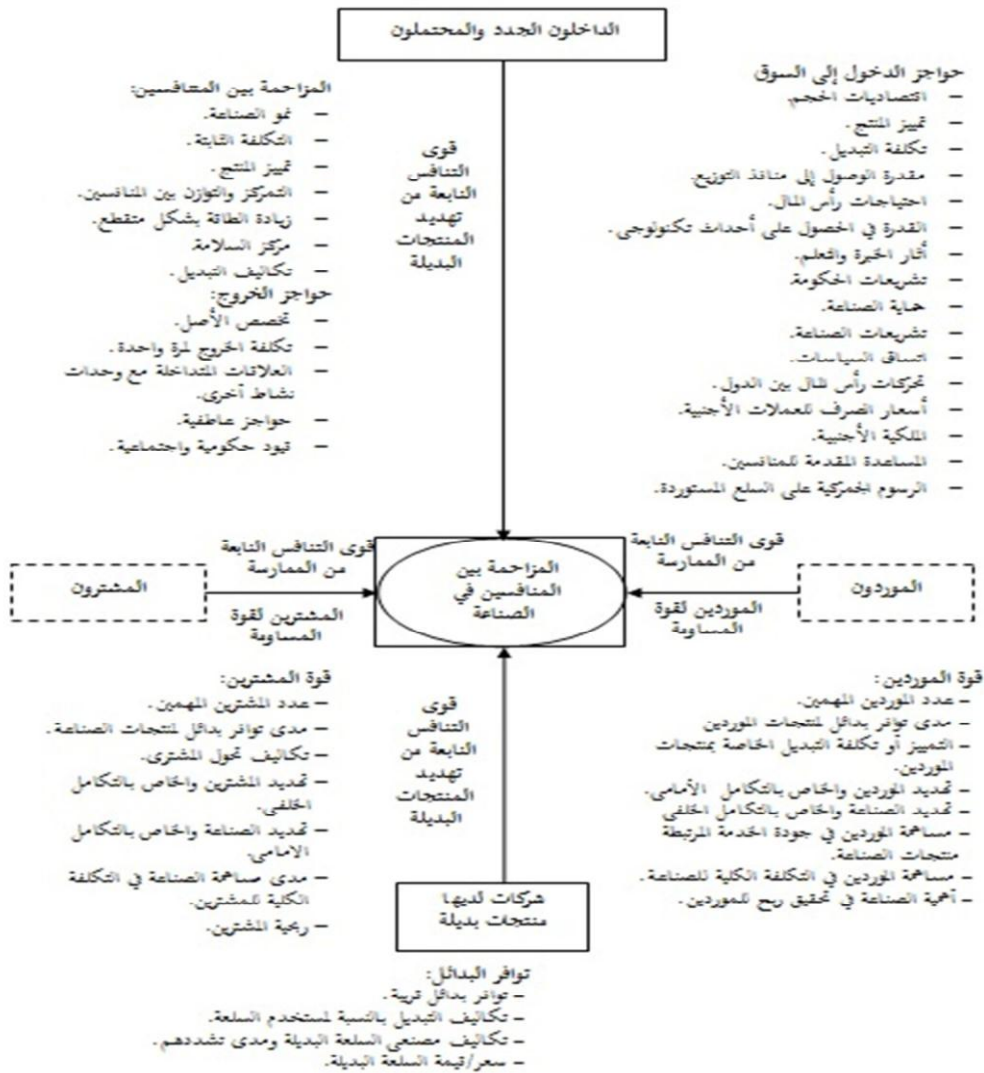 الداخلون الجدد والمحتملون
حواجز الدخول إلى السوق
– اقتصاديات الحجم
– تمييز المنتج.
– تكلفة التبديل.
– مقدرة الوصول إلى منافذ التوزيع.
– احتياجات رأس المال.
– القدرة في الحصول على أحداث تكنولوجى.
– أثار الخبرة والتعلم.
– تشريعات الحكومة
– حماية الصناعة.
– تشريعات الصناعة.
– اتساق السياسات.
– تحركات رأس المال بين الدول.
– أسعار الصرف للعملات الأجنبية.
– الملكية الأجنبية.
– المساعدة المقدمة للمنافسين.
– الرسوم الجمركية على السلع المستوردة.
قوى
التنافس
النابعة من
تهديد
المنتجات
البديلة
المزاحمة بين المتنافسين:
– نمو الصناعة.
– التكلفة الثابتة.
– تمييز المنتج.
– التمركز والتوازن بين المنافسين.
– زيادة الطاقة بشكل متقطع.
– مركز السلامة.
– تكاليف التبديل.
حواجز الخروج:
– تخصص الأصل.
– تكلفة الخروج لمرة واحدة.
– العلاقات المتداخلة مع وحدات
نشاط أخرى.
– حواجز عاطفية.
– قيود حكومية واجتماعية.
الموردون
قوى التنافس النابعة
من الممارسة
الموردين لقوة
المساومة
المزاحمة بين
المنافسين في
الصناعة
قوى التنافس النابعة
من الممارسة
المشترين لقوة
المساومة
المشترون
قوة الموردين:
– عدد الموردين المهمين.
– مدى توافر بدائل لمنتجات الموردين
– التمييز أو تكلفة التبديل الخاصة بمنتجات
الموردين.
– تهديد الموردين والخاص بالتكامل الأمامى.
– تهديد الصناعة والخاص بالتكامل الخلفى
– مساهمة الموردين في جودة الخدمة المرتبطة
منتجات الصناعة.
– مساهمة الموردين في التكلفة الكلية للصناعة.
– أهمية الصناعة في تحقيق ربح للموردين.
قوى
التنافس
النابعة من
تهديد
المنتجات
البديلة
قوة المشترين:
– عدد المشترين المهمين.
– مدى توافر بدائل لمنتجات الصناعة.
– تكاليف تحول المشترى.
– تهديد المشترين والخاص بالتكامل
الخلفى.
– تهديد الصناعة والخاص بالتكامل
الامامى.
– مدى مساهمة الصناعة في التكلفة
الكلية للمشترين.
– ربحية المشترين.
شركات لديها
منتجات بديلة
توافر البدائل:
– توافر بدائل قريبة.
– تكاليف التبديل بالنسبة لمستخدم السلعة.
– تكاليف مصنعى السلعة البديلة ومدى تشددهم.
– سعر/قيمة السلعة البديلة.